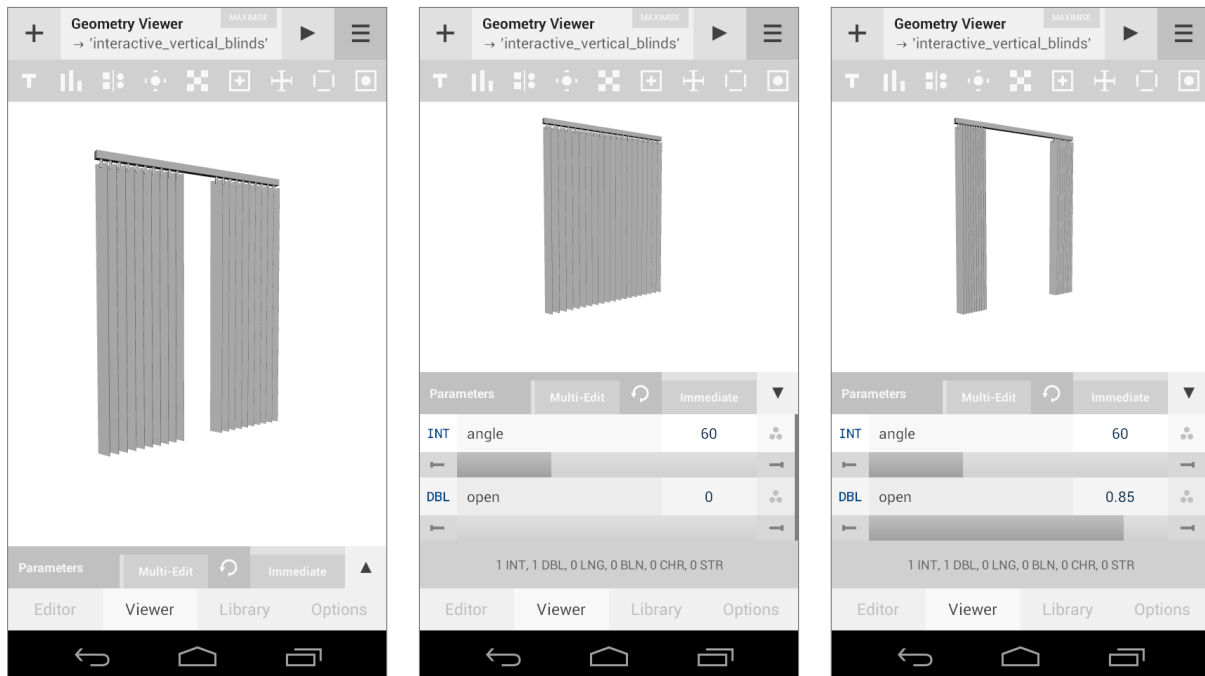 Geometry Viewer
MAXIMISE
→ 'interactive_vertical_blinds'
Parameters
Multi-Edit
Immediate
Editor
Viewer
Library
Options
Geometry Viewer
MAXIMISE
→ 'interactive_vertical_blinds'
Parameters
Multi-Edit
Immediate
INT angle 60
DBL open 0
1 INT, 1 DBL, 0 LNG, 0 BLN, 0 CHR, 0 STR
Editor
Viewer
Library
Options
Geometry Viewer
MAXIMISE
→ 'interactive_vertical_blinds'
Parameters
Multi-Edit
Immediate
INT angle 60
DBL open 0.85
1 INT, 1 DBL, 0 LNG, 0 BLN, 0 CHR, 0 STR
Editor
Viewer
Library
Options